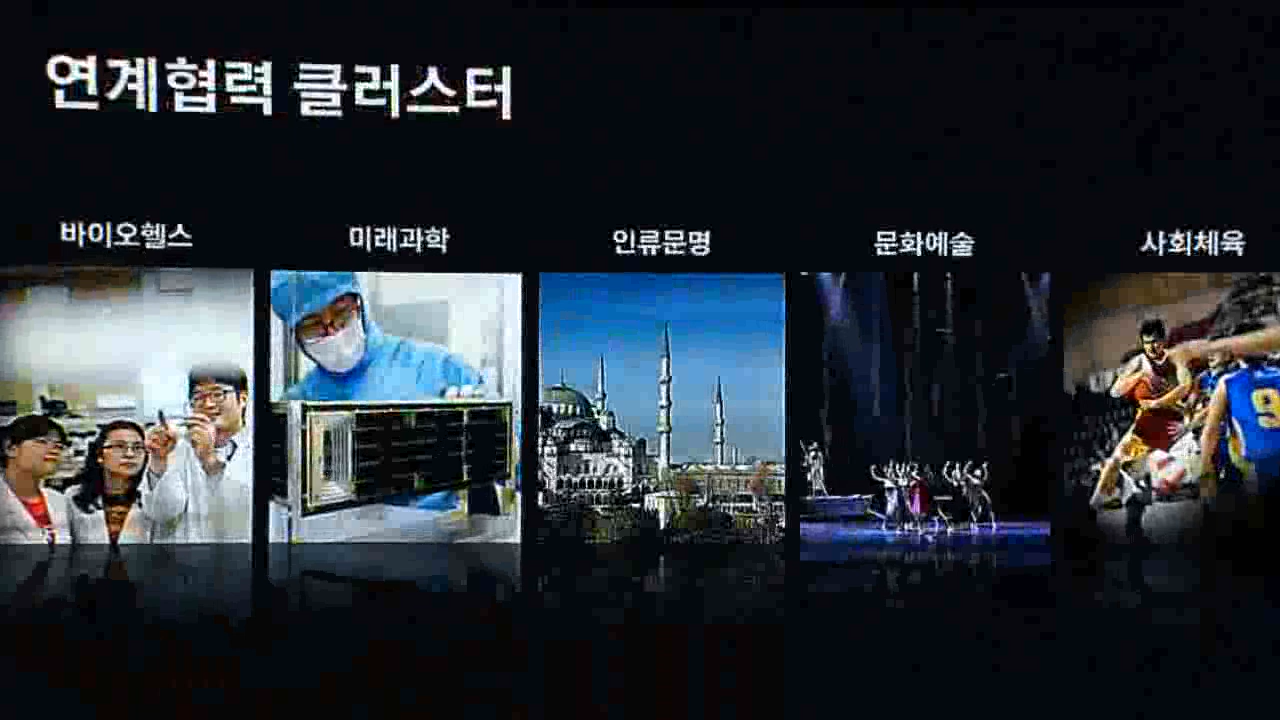 연계협력 클러스터
바이오헬스
미래과학
인류문명
문화예술
사회체육
9